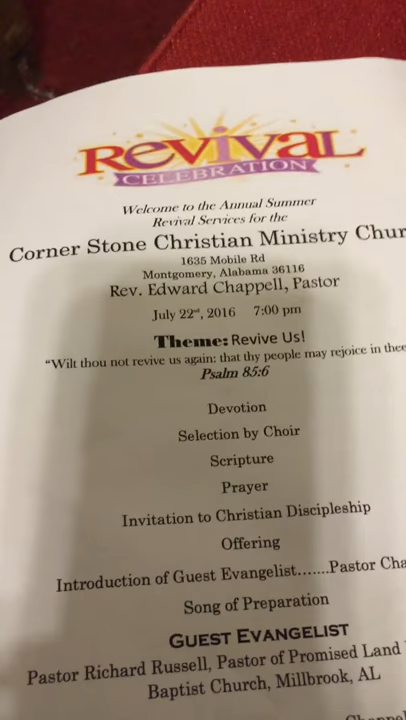 Revival
CELEBRATION
Welcome to the Annual Summer
Revival Services for the
Corner Stone Christian Ministry Chur
1635 Mobile Rd
Montgomery, Alabama 36116
Rev. Edward Chappell, Pastor
July 22nd, 2016 7:00 pm
Theme: Revive Us!
"Wilt thou not revive us again: that thy people may rejoice in thee
Psalm 85:6
Devotion
Selection by Choir
Scripture
Prayer
Invitation to Christian Discipleship
Offering
Introduction of Guest Evangelist.......Pastor Cha
Song of Preparation
GUEST EVANGELIST
Pastor Richard Russell, Pastor of Promised Land
Baptist Church, Millbrook, AL